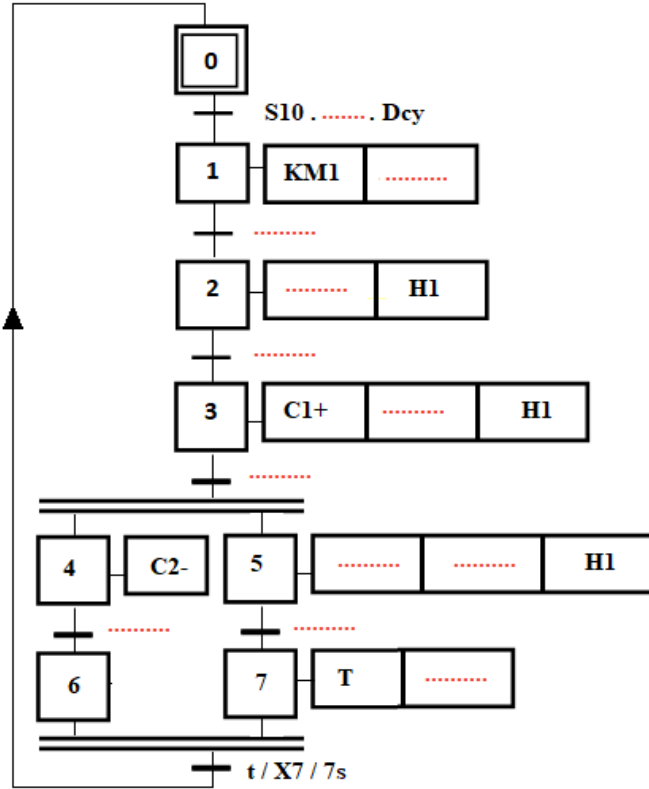 0
S10 . ........ . Dcy
1 KM1 ..........
..........
2 .......... H1
..........
3 C1+ .......... H1
..........
4 C2- 5 .......... .......... H1
.......... ..........
6 7 T ..........
t / X7 / 7s